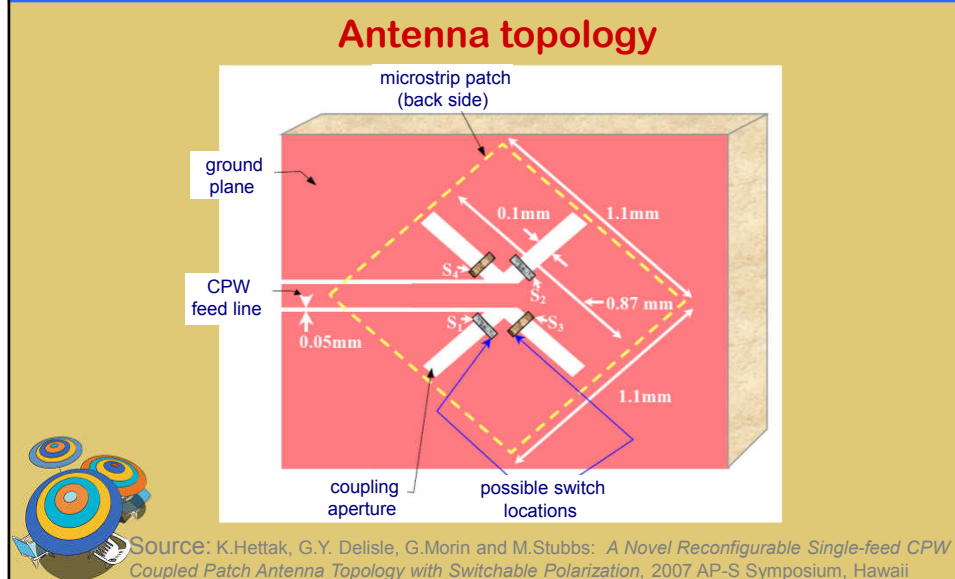 Antenna topology
microstrip patch
(back side)
ground
plane
0.1mm
1.1mm
S4
S2
CPW
feed line
0.87 mm
S1
S3
0.05mm
1.1mm
coupling
aperture
possible switch
locations
Source: K.Hettak, G.Y. Delisle, G.Morin and M.Stubbs: A Novel Reconfigurable Single-feed CPW
Coupled Patch Antenna Topology with Switchable Polarization, 2007 AP-S Symposium, Hawaii